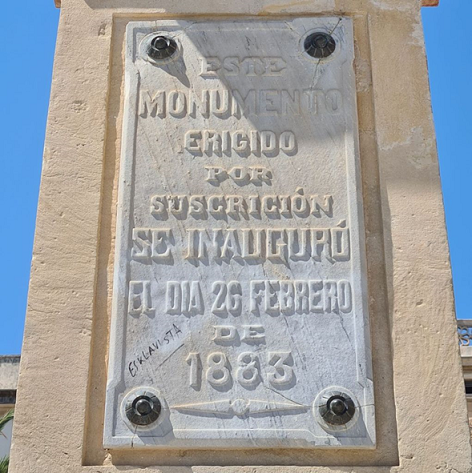 ESTE
MONUMENTO
ERIGIDO
POR
SUSCRICIÓN
SE INAUGURÓ
EL DIA 26 FEBRERO
DE
1883
ESKLAVISTA